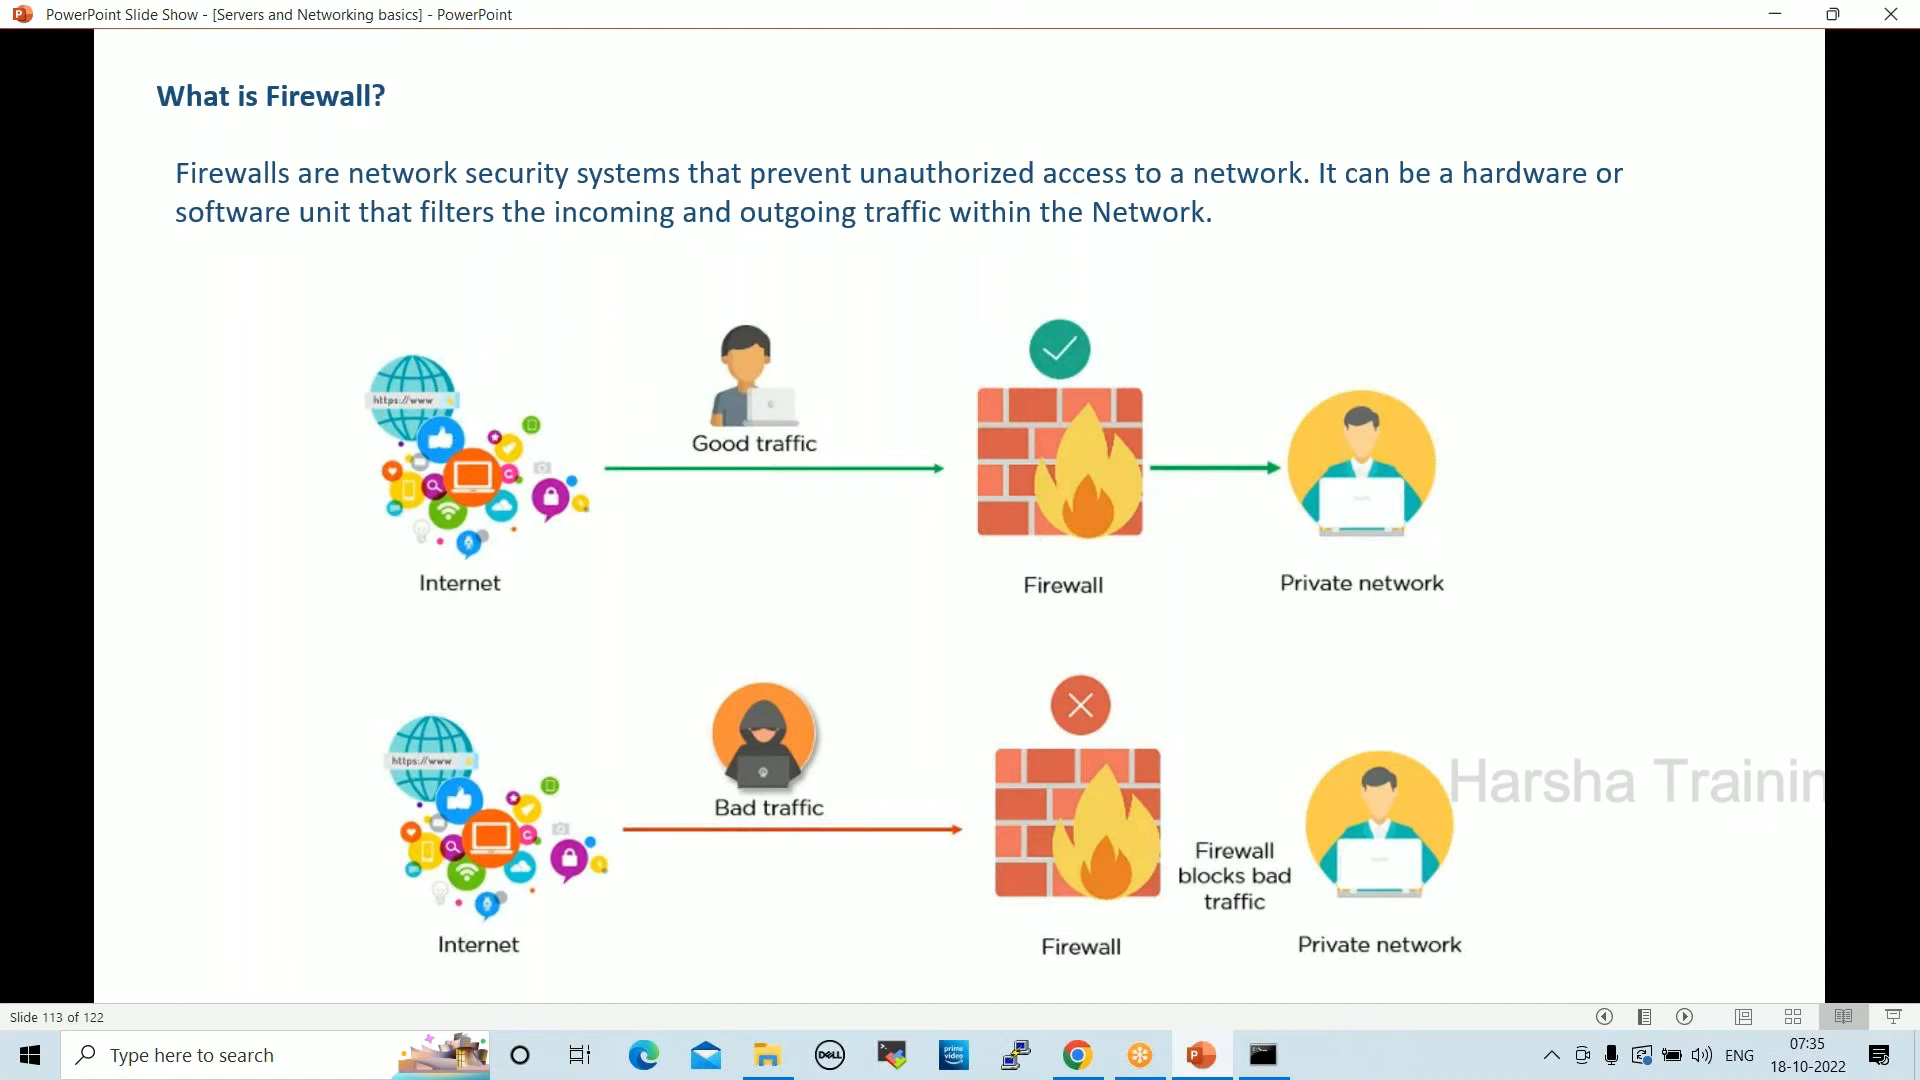 PowerPoint Slide Show - [Servers and Networking basics] - PowerPoint
What is Firewall?
Firewalls are network security systems that prevent unauthorized access to a network. It can be a hardware or
software unit that filters the incoming and outgoing traffic within the Network.
https://www
Good traffic
Internet
Firewall
Private network
https://www
Bad traffic
Harsha Trainin
Firewall
blocks bad
traffic
Internet
Firewall
Private network
Slide 113 of 122
Type here to search
DELL
prime
video
ENG
07:35
18-10-2022